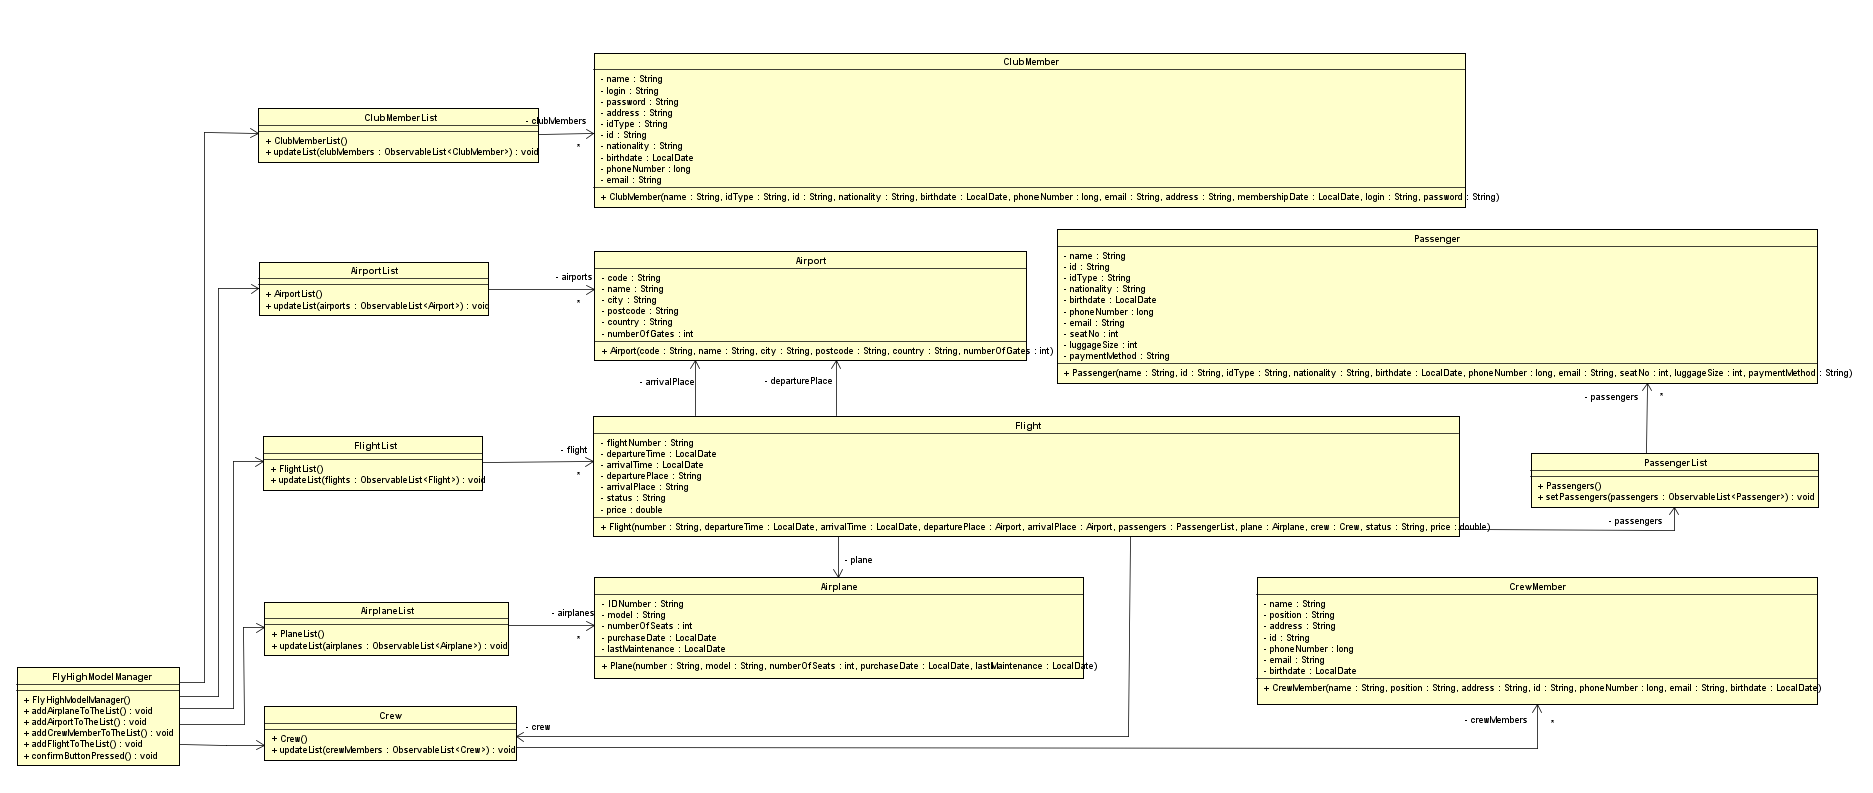 ClubMember
- name : String
- login : String
- password : String
- address : String
- idType : String
- id : String
- nationality : String
- birthdate : LocalDate
- phoneNumber : long
- email : String
+ ClubMember(name : String, idType : String, id : String, nationality : String, birthdate : LocalDate, phoneNumber : long, email : String, address : String, membershipDate : LocalDate, login : String, password : String)
ClubMemberList
+ ClubMemberList()
+ updateList(clubMembers : ObservableList<ClubMember>) : void
- clubMembers
*
AirportList
+ AirportList()
+ updateList(airports : ObservableList<Airport>) : void
- airports
*
Airport
- code : String
- name : String
- city : String
- postcode : String
- country : String
- numberOfGates : int
+ Airport(code : String, name : String, city : String, postcode : String, country : String, numberOfGates : int)
Passenger
- name : String
- id : String
- idType : String
- nationality : String
- birthdate : LocalDate
- phoneNumber : long
- email : String
- seatNo : int
- luggageSize : int
- paymentMethod : String
+ Passenger(name : String, id : String, idType : String, nationality : String, birthdate : LocalDate, phoneNumber : long, email : String, seatNo : int, luggageSize : int, paymentMethod : String)
- arrivalPlace
- departurePlace
- passengers
*
FlightList
+ FlightList()
+ updateList(flights : ObservableList<Flight>) : void
- flight
*
Flight
- flightNumber : String
- departureTime : LocalDate
- arrivalTime : LocalDate
- departurePlace : String
- arrivalPlace : String
- status : String
- price : double
+ Flight(number : String, departureTime : LocalDate, arrivalTime : LocalDate, departurePlace : Airport, arrivalPlace : Airport, passengers : PassengerList, plane : Airplane, crew : Crew, status : String, price : double)
PassengerList
+ Passengers()
+ setPassengers(passengers : ObservableList<Passenger>) : void
- passengers
- plane
AirplaneList
+ PlaneList()
+ updateList(airplanes : ObservableList<Airplane>) : void
- airplanes
*
Airplane
- IDNumber : String
- model : String
- numberOfSeats : int
- purchaseDate : LocalDate
- lastMaintenance : LocalDate
+ Plane(number : String, model : String, numberOfSeats : int, purchaseDate : LocalDate, lastMaintenance : LocalDate)
CrewMember
- name : String
- position : String
- address : String
- id : String
- phoneNumber : long
- email : String
- birthdate : LocalDate
+ CrewMember(name : String, position : String, address : String, id : String, phoneNumber : long, email : String, birthdate : LocalDate)
FlyHighModelManager
+ FlyHighModelManager()
+ addAirplaneToTheList() : void
+ addAirportToTheList() : void
+ addCrewMemberToTheList() : void
+ addFlightToTheList() : void
+ confirmButtonPressed() : void
Crew
+ Crew()
+ updateList(crewMembers : ObservableList<Crew>) : void
- crew
- crewMembers
*